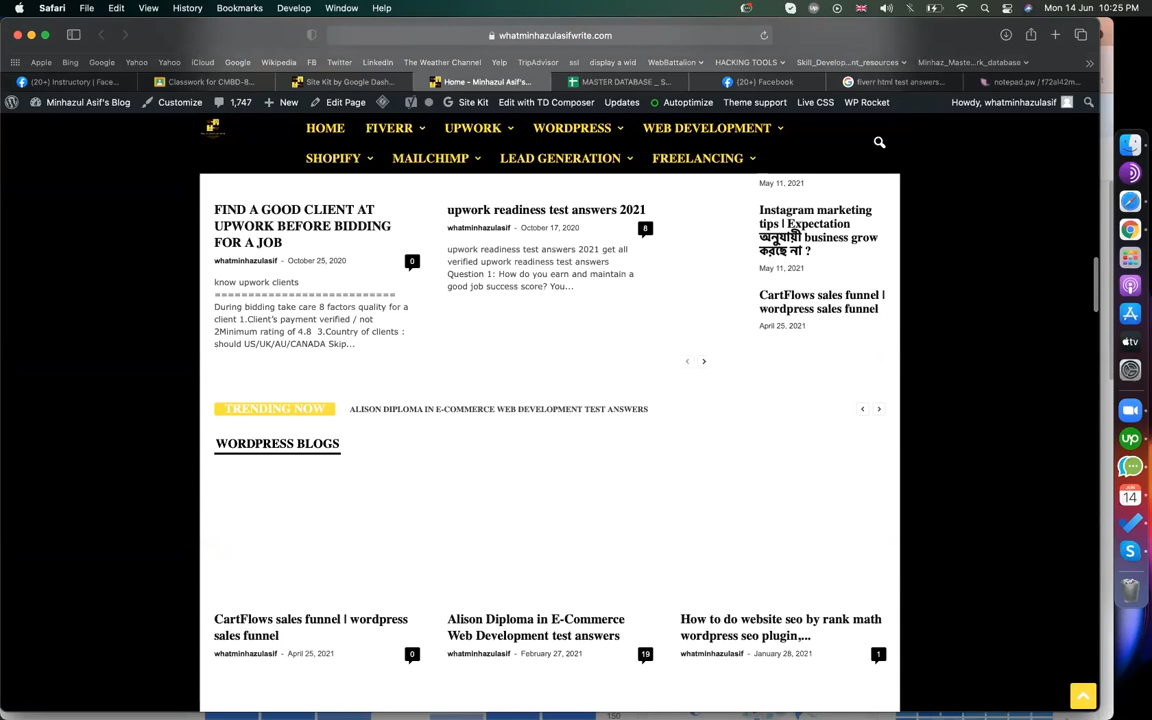 Safari File Edit View History Bookmarks Develop Window Help Mon 14 Jun 10:25 PM
whatminhazulasifwrite.com
Apple Bing Google Yahoo Yahoo iCloud Google Wikipedia FB Twitter LinkedIn The Weather Channel Yelp TripAdvisor ssl display a wid WebBattalion HACKING TOOLS Skill_Develop...nt_resources Minhaz_Maste...rk_database
(20+) Instructory | Face... Classwork for CMBD-8... Site Kit by Google Dash... Home - Minhazul Asif's... MASTER DATABASE _ S... (20+) Facebook fiverr html test answers... notepad.pw / f72al42m...
Minhazul Asif's Blog Customize 1,747 New Edit Page Site Kit Edit with TD Composer Updates Autoptimize Theme support Live CSS WP Rocket Howdy, whatminhazulasif
HOME FIVERR UPWORK WORDPRESS WEB DEVELOPMENT
SHOPIFY MAILCHIMP LEAD GENERATION FREELANCING
FIND A GOOD CLIENT AT
UPWORK BEFORE BIDDING
FOR A JOB
whatminhazulasif - October 25, 2020 0
know upwork clients
==========================
During bidding take care 8 factors quality for a
client 1.Client's payment verified / not
2Minimum rating of 4.8 3.Country of clients :
should US/UK/AU/CANADA Skip...
upwork readiness test answers 2021
whatminhazulasif - October 17, 2020 8
upwork readiness test answers 2021 get all
verified upwork readiness test answers
Question 1: How do you earn and maintain a
good job success score? You...
May 11, 2021
Instagram marketing
tips | Expectation
অনুযায়ী business grow
করছে না ?
May 11, 2021
CartFlows sales funnel |
wordpress sales funnel
April 25, 2021
TRENDING NOW ALISON DIPLOMA IN E-COMMERCE WEB DEVELOPMENT TEST ANSWERS
WORDPRESS BLOGS
CartFlows sales funnel | wordpress
sales funnel
whatminhazulasif - April 25, 2021 0
Alison Diploma in E-Commerce
Web Development test answers
whatminhazulasif - February 27, 2021 19
How to do website seo by rank math
wordpress seo plugin,...
whatminhazulasif - January 28, 2021 1
tv
JUN
14
up
150